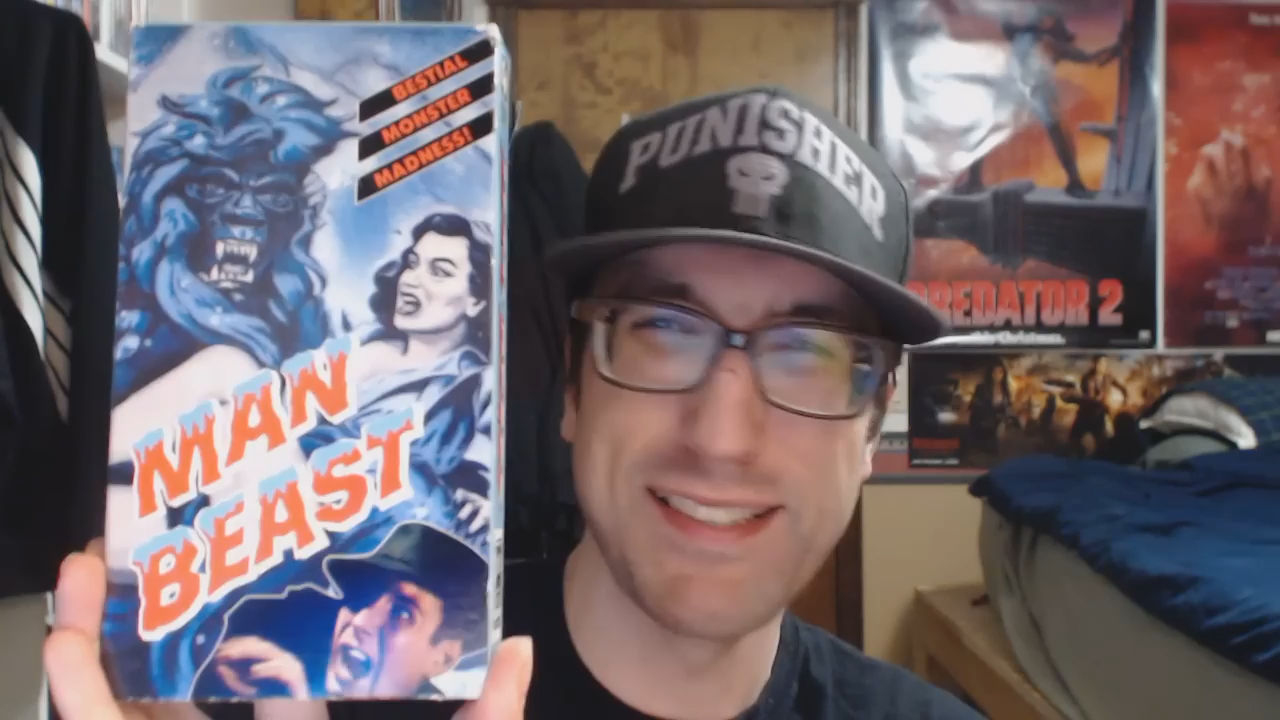 BESTIAL
MONSTER
MADNESS!
MAN
BEAST
PUNISHER
PREDATOR 2